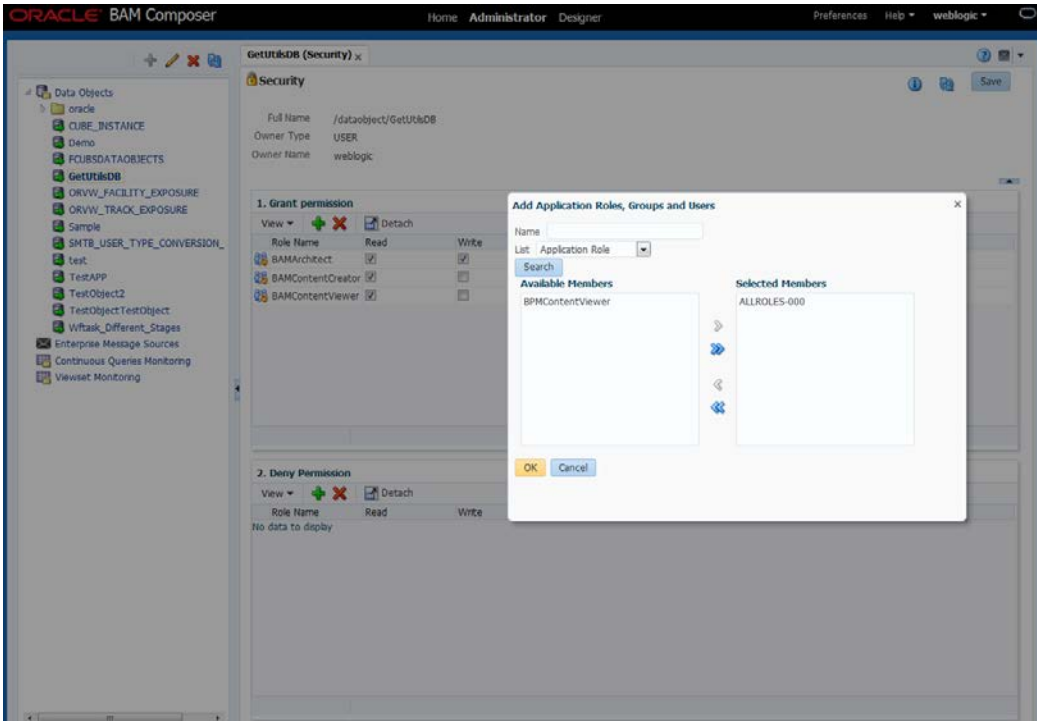 ORACLE BAM Composer
Home Administrator Designer
Preferences Help weblogic
GetUtilsDB (Security)
Security
Save
Full Name /dataobject/GetUtilsDB
Owner Type USER
Owner Name weblogic
Data Objects
oracle
CUBE_INSTANCE
Demo
FCUBSDATAOBJECTS
GetUtilsDB
ORVW_FACILITY_EXPOSURE
ORVW_TRACK_EXPOSURE
Sample
SMTB_USER_TYPE_CONVERSION_
test
TestAPP
TestObject2
TestObjectTestObject
Wftask_Different_Stages
Enterprise Message Sources
Continuous Queries Monitoring
Viewset Monitoring
1. Grant permission
View Detach
Role Name Read Write
BAMArchitect
BAMContentCreator
BAMContentViewer
2. Deny Permission
View Detach
Role Name Read Write
No data to display
Add Application Roles, Groups and Users
Name
List Application Role
Search
Available Members Selected Members
BPMContentViewer ALLROLES-000
OK Cancel